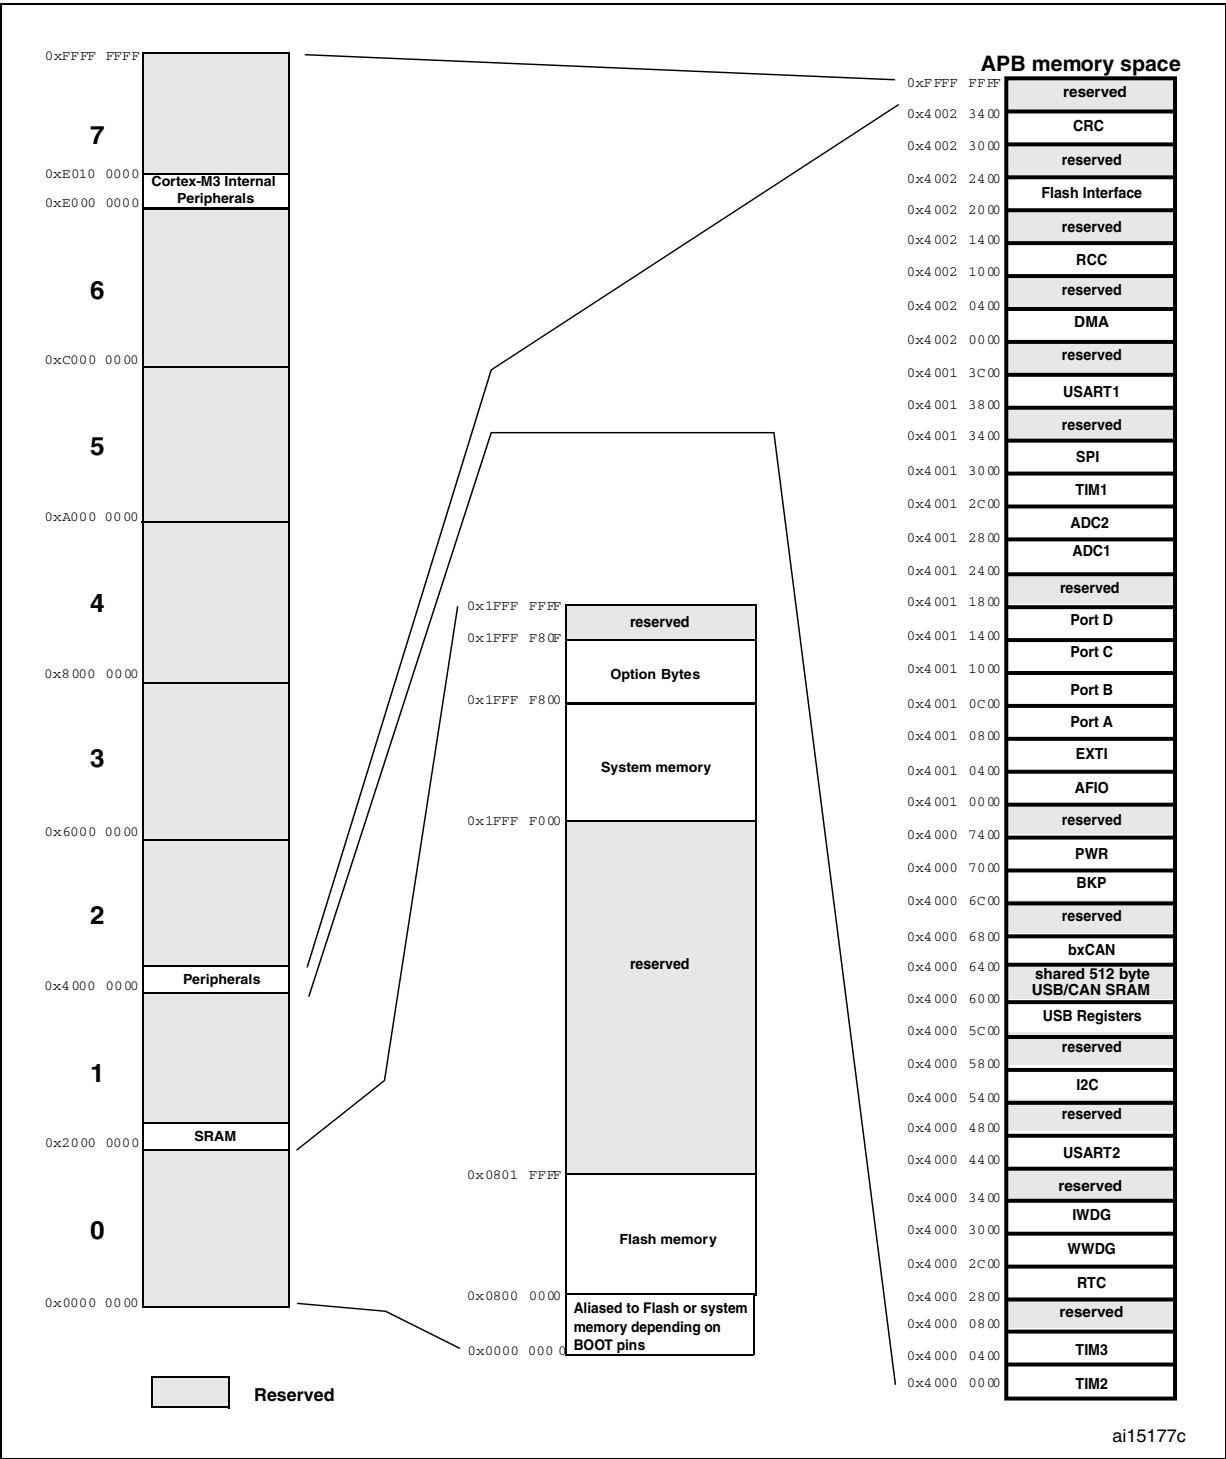 0xFFFF FFFF
7
0xE010 0000
Cortex-M3 Internal
Peripherals
0xE000 0000
6
0xC000 0000
5
0xA000 0000
4
0x8000 0000
3
0x6000 0000
2
Peripherals
0x4000 0000
1
SRAM
0x2000 0000
0
0x0000 0000
Reserved
0x1FFF FFFF
reserved
0x1FFF F80F
Option Bytes
0x1FFF F800
System memory
0x1FFF F000
reserved
0x0801 FFFF
Flash memory
0x0800 0000
Aliased to Flash or system
memory depending on
BOOT pins
0x0000 0000
APB memory space
0xFFFF FFFF
reserved
0x4002 3400
CRC
0x4002 3000
reserved
0x4002 2400
Flash Interface
0x4002 2000
reserved
0x4002 1400
RCC
0x4002 1000
reserved
0x4002 0400
DMA
0x4002 0000
reserved
0x4001 3C00
USART1
0x4001 3800
reserved
0x4001 3400
SPI
0x4001 3000
TIM1
0x4001 2C00
ADC2
0x4001 2800
ADC1
0x4001 2400
reserved
0x4001 1800
Port D
0x4001 1400
Port C
0x4001 1000
Port B
0x4001 0C00
Port A
0x4001 0800
EXTI
0x4001 0400
AFIO
0x4001 0000
reserved
0x4000 7400
PWR
0x4000 7000
BKP
0x4000 6C00
reserved
0x4000 6800
bxCAN
0x4000 6400
shared 512 byte
USB/CAN SRAM
0x4000 6000
USB Registers
0x4000 5C00
reserved
0x4000 5800
I2C
0x4000 5400
reserved
0x4000 4800
USART2
0x4000 4400
reserved
0x4000 3400
IWDG
0x4000 3000
WWDG
0x4000 2C00
RTC
0x4000 2800
reserved
0x4000 0800
TIM3
0x4000 0400
TIM2
0x4000 0000
ai15177c